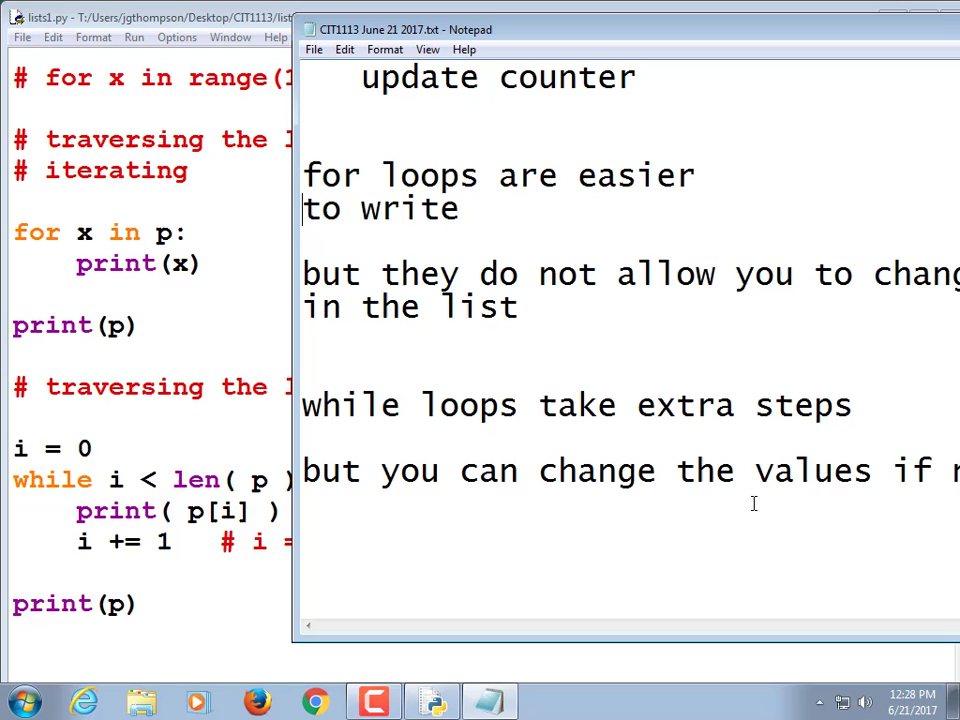 lists1.py - T:/Users/jgthompson/Desktop/CIT1113/list
File Edit Format Run Options Window Help
# for x in range(1
# traversing the l
# iterating
for x in p:
print(x)
print(p)
# traversing the l
i = 0
while i < len( p )
print( p[i] )
i += 1 # i =
print(p)
CIT1113 June 21 2017.txt - Notepad
File Edit Format View Help
update counter
for loops are easier
to write
but they do not allow you to chang
in the list
while loops take extra steps
but you can change the values if
12:28 PM
6/21/2017